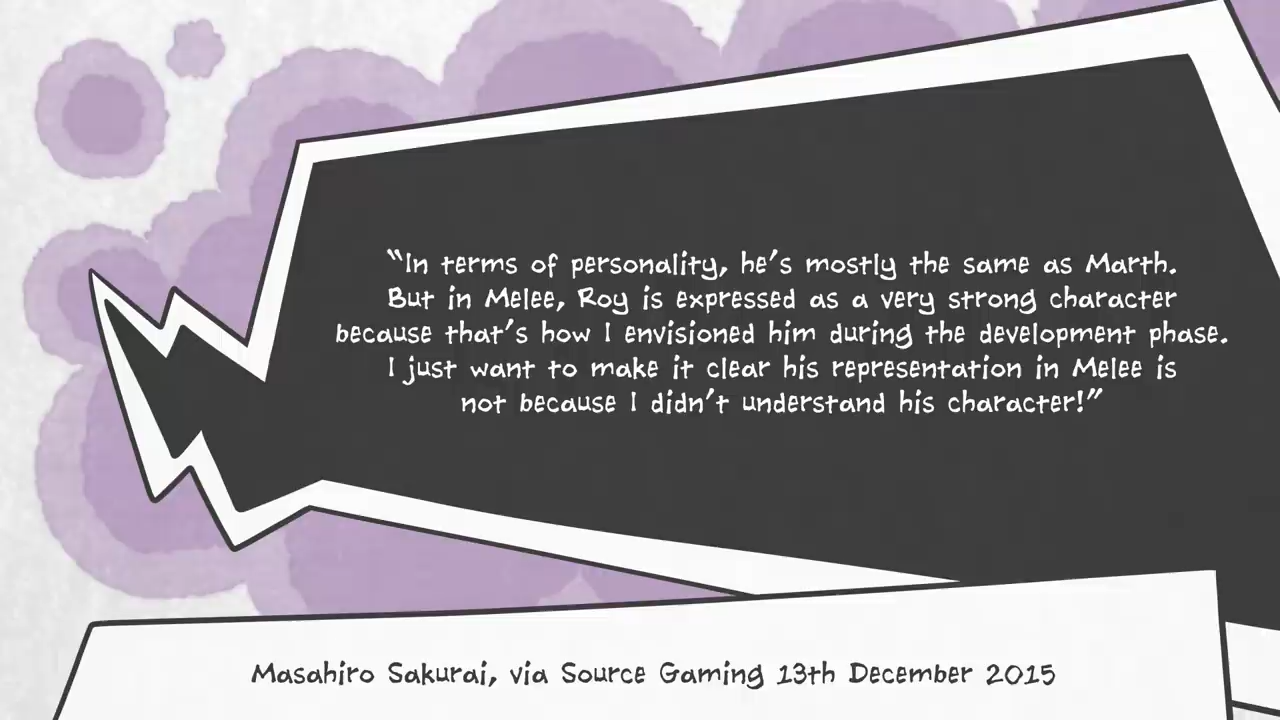 “In terms of personality, he’s mostly the same as Marth.
But in Melee, Roy is expressed as a very strong character
because that’s how I envisioned him during the development phase.
I just want to make it clear his representation in Melee is
not because I didn’t understand his character!”
Masahiro Sakurai, via Source Gaming 13th December 2015